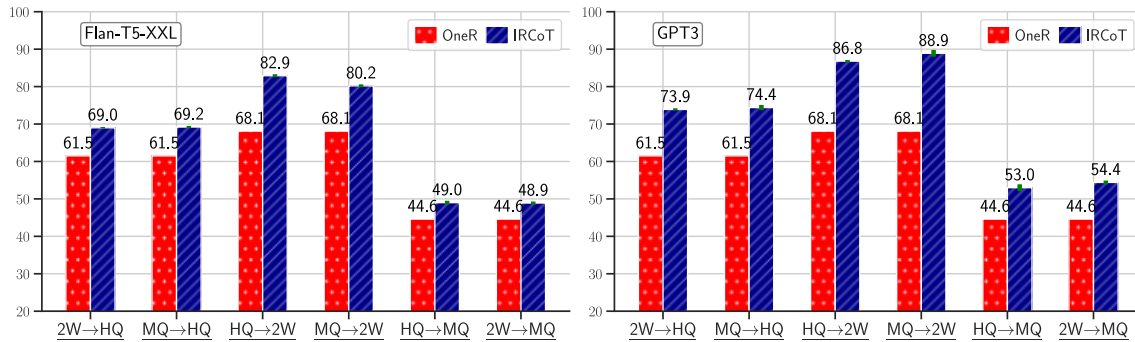 Flan-T5-XXL
OneR IRCoT
100
90
80
70
60
50
40
30
20
61.5 69.0 61.5 69.2 68.1 82.9 68.1 80.2 44.6 49.0 44.6 48.9
2W→HQ MQ→HQ HQ→2W MQ→2W HQ→MQ 2W→MQ
GPT3
OneR IRCoT
100
90
80
70
60
50
40
30
20
61.5 73.9 61.5 74.4 68.1 86.8 68.1 88.9 44.6 53.0 44.6 54.4
2W→HQ MQ→HQ HQ→2W MQ→2W HQ→MQ 2W→MQ